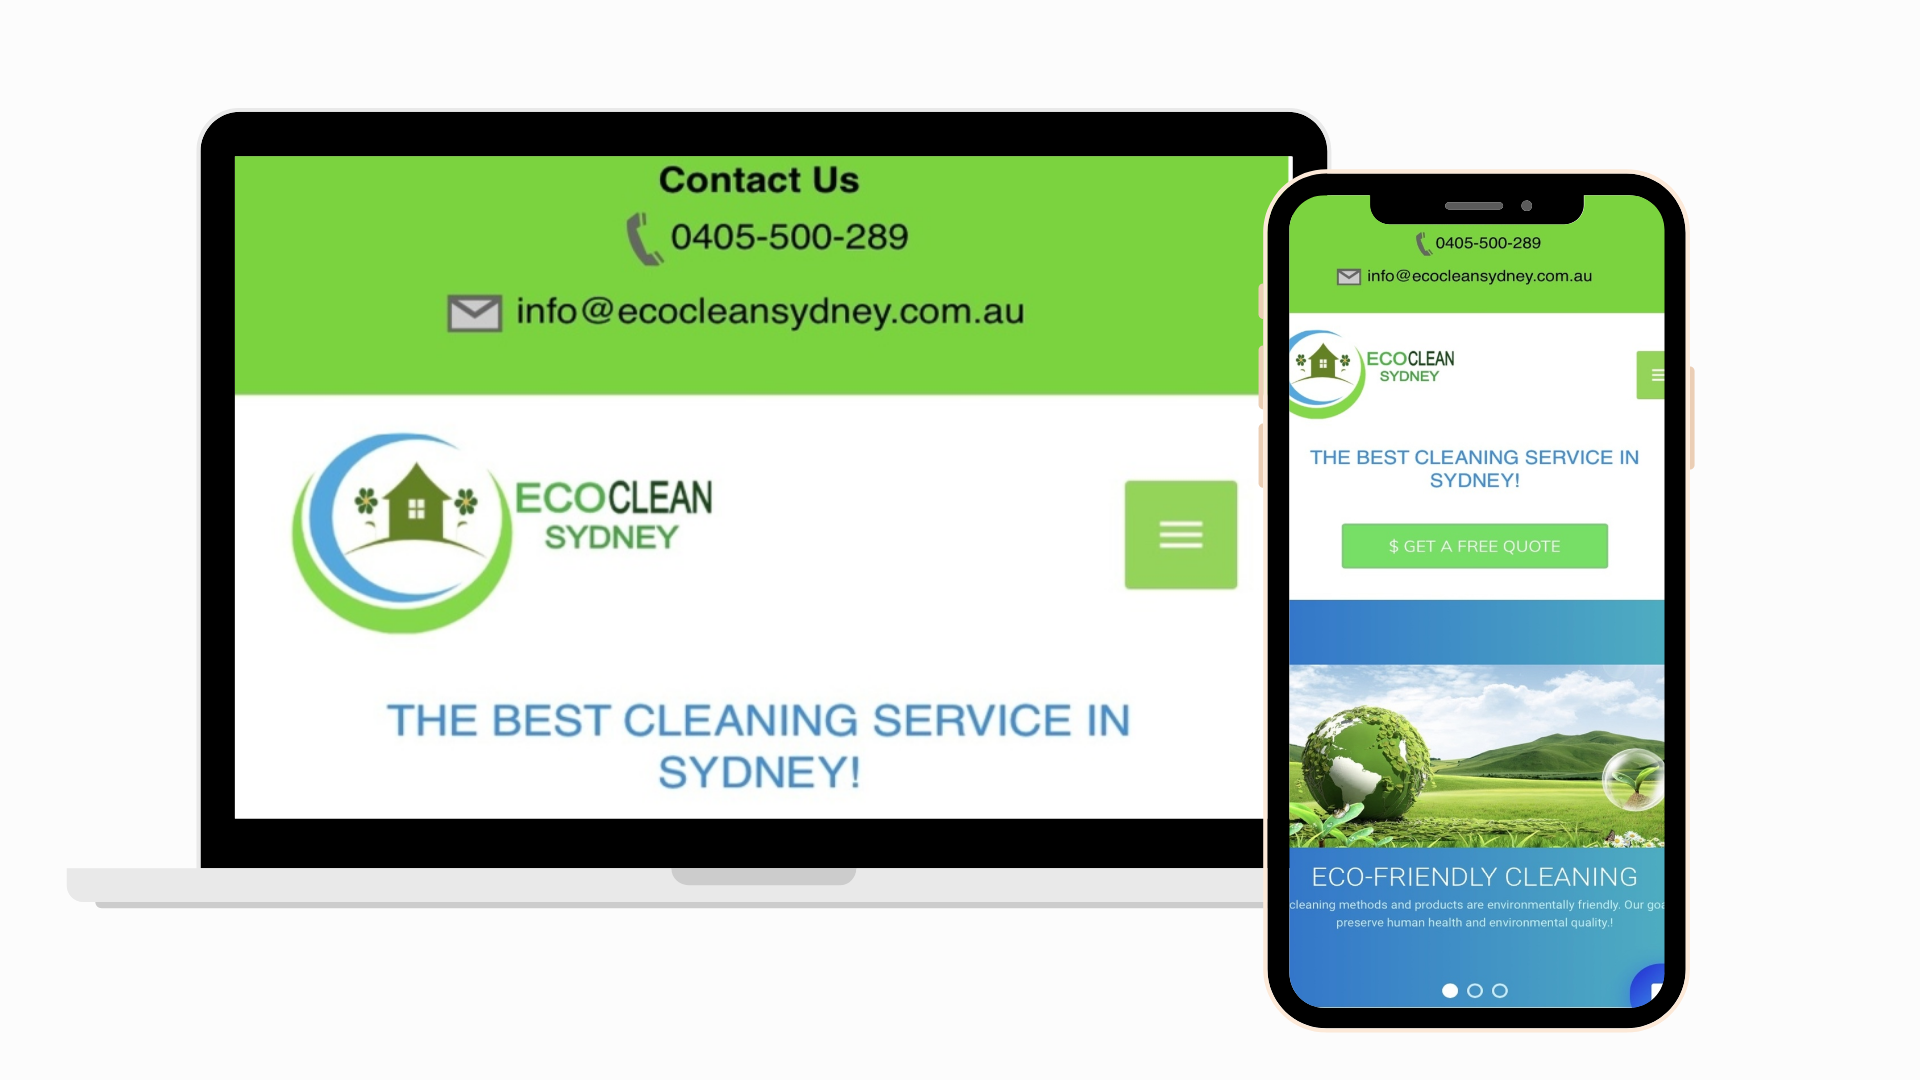 Contact Us
0405-500-289
info@ecocleansydney.com.au
ECOCLEAN
SYDNEY
THE BEST CLEANING SERVICE IN
SYDNEY!
0405-500-289
info@ecocleansydney.com.au
ECOCLEAN
SYDNEY
THE BEST CLEANING SERVICE IN
SYDNEY!
$ GET A FREE QUOTE
ECO-FRIENDLY CLEANING
cleaning methods and products are environmentally friendly. Our
preserve human health and environmental quality.!